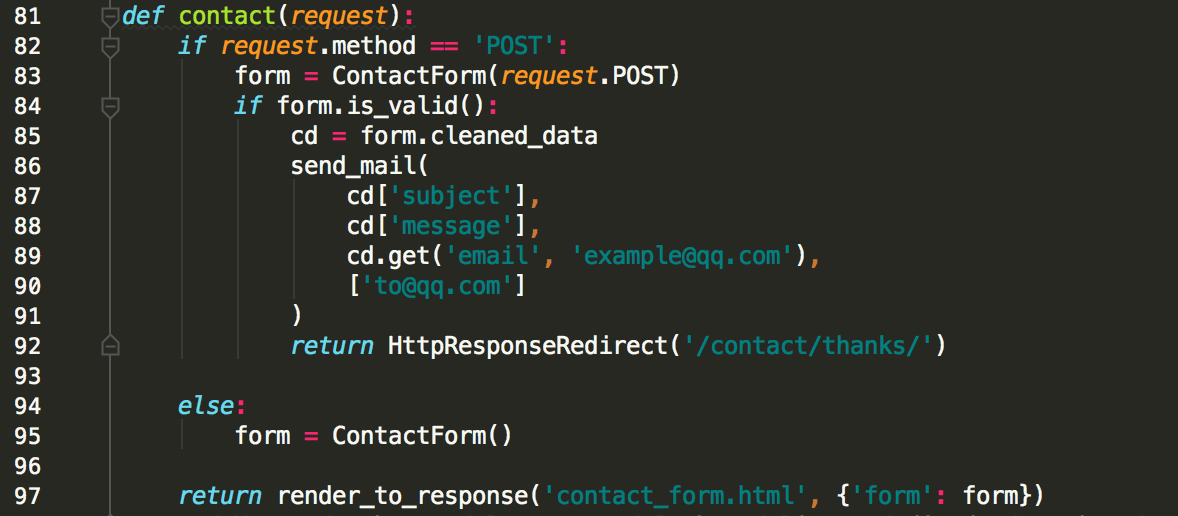 81 def contact(request):
82     if request.method == 'POST':
83         form = ContactForm(request.POST)
84         if form.is_valid():
85             cd = form.cleaned_data
86             send_mail(
87                 cd['subject'],
88                 cd['message'],
89                 cd.get('email', 'example@qq.com'),
90                 ['to@qq.com']
91             )
92             return HttpResponseRedirect('/contact/thanks/')
93
94     else:
95         form = ContactForm()
96
97     return render_to_response('contact_form.html', {'form': form})